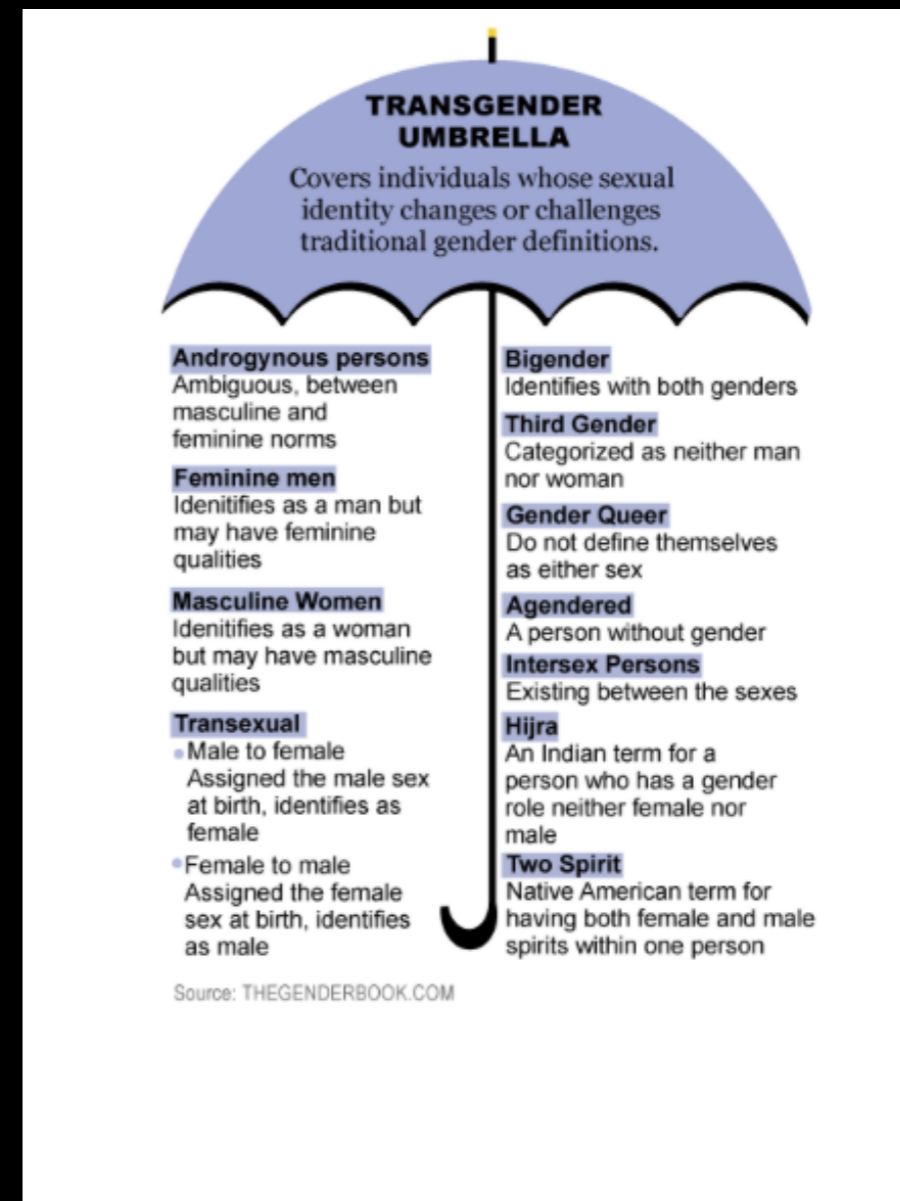 TRANSGENDER
UMBRELLA
Covers individuals whose sexual
identity changes or challenges
traditional gender definitions.
Androgynous persons
Ambiguous, between
masculine and
feminine norms
Feminine men
Idenitifies as a man but
may have feminine
qualities
Masculine Women
Idenitifies as a woman
but may have masculine
qualities
Transexual
Male to female
Assigned the male sex
at birth, identifies as
female
Female to male
Assigned the female
sex at birth, identifies
as male
Bigender
Identifies with both genders
Third Gender
Categorized as neither man
nor woman
Gender Queer
Do not define themselves
as either sex
Agendered
A person without gender
Intersex Persons
Existing between the sexes
Hijra
An Indian term for a
person who has a gender
role neither female nor
male
Two Spirit
Native American term for
having both female and male
spirits within one person
Source: THEGENDERBOOK.COM